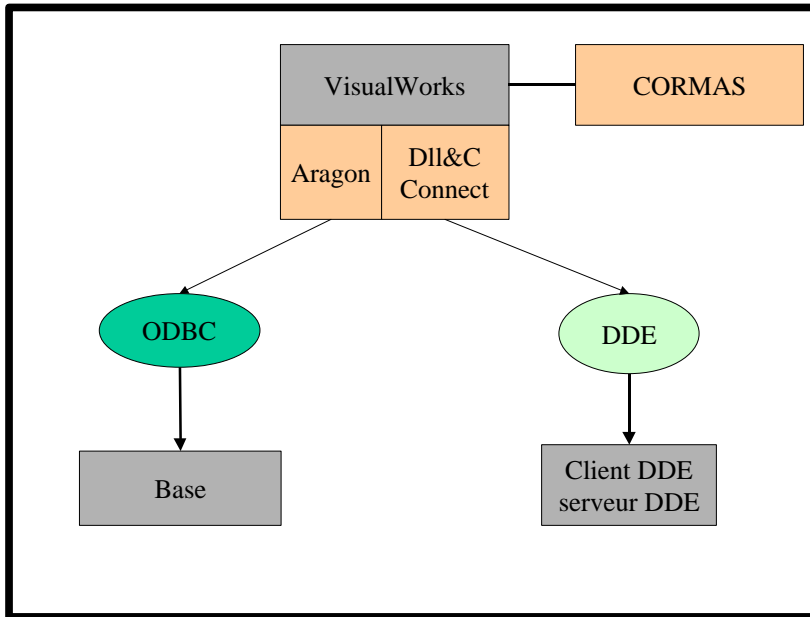 VisualWorks
CORMAS
Aragon
Dll&C
Connect
ODBC
DDE
Base
Client DDE
serveur DDE